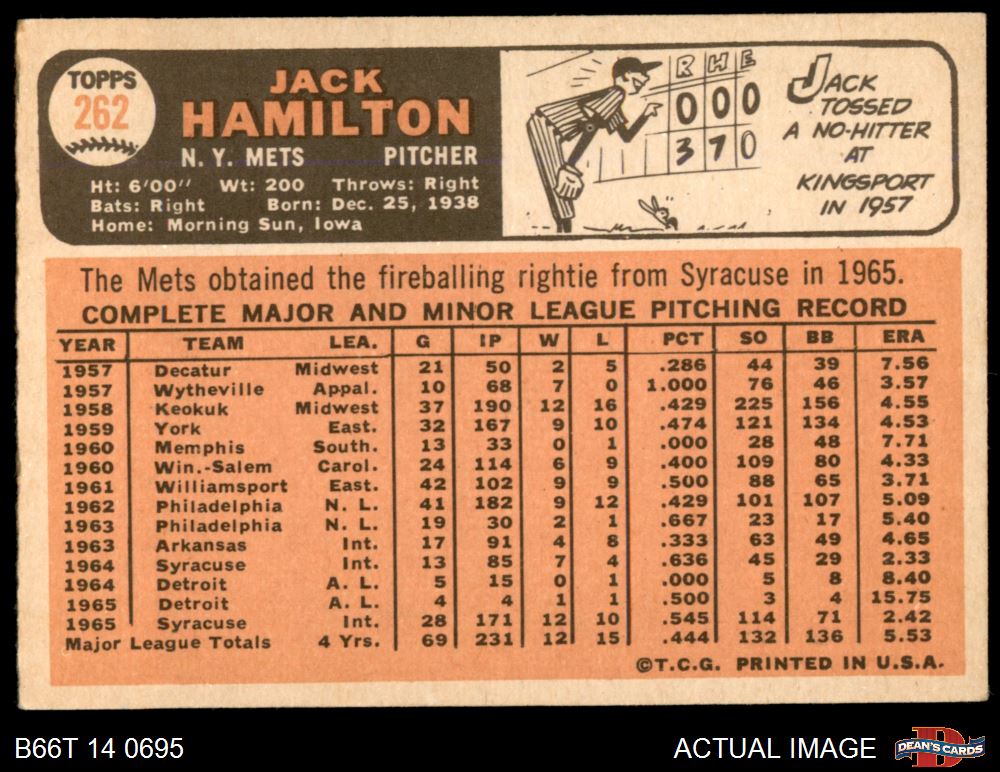 TOPPS
262
JACK
HAMILTON
N. Y. METS PITCHER
Ht: 6'00" Wt: 200 Throws: Right
Bats: Right Born: Dec. 25, 1938
Home: Morning Sun, Iowa
R H E
0 0 0
3 7 0
JACK
TOSSED
A NO-HITTER
AT
KINGSPORT
IN 1957
The Mets obtained the fireballing rightie from Syracuse in 1965.
COMPLETE MAJOR AND MINOR LEAGUE PITCHING RECORD
YEAR TEAM LEA. G IP W L PCT SO BB ERA
1957 Decatur Midwest 21 50 2 5 .286 44 39 7.56
1957 Wytheville Appal. 10 68 7 0 1.000 76 46 3.57
1958 Keokuk Midwest 37 190 12 16 .429 225 156 4.55
1959 York East. 32 167 9 10 .474 121 134 4.53
1960 Memphis South. 13 33 0 1 .000 28 48 7.71
1960 Win.-Salem Carol. 24 114 6 9 .400 109 80 4.33
1961 Williamsport East. 42 102 9 9 .500 88 65 3.71
1962 Philadelphia N. L. 41 182 9 12 .429 101 107 5.09
1963 Philadelphia N. L. 19 30 2 1 .667 23 17 5.40
1963 Arkansas Int. 17 91 4 8 .333 63 49 4.65
1964 Syracuse Int. 13 85 7 4 .636 45 29 2.33
1964 Detroit A. L. 5 15 0 1 .000 5 8 8.40
1965 Detroit A. L. 4 4 1 1 .500 3 4 15.75
1965 Syracuse Int. 28 171 12 10 .545 114 71 2.42
Major League Totals 4 Yrs. 69 231 12 15 .444 132 136 5.53
©T.C.G. PRINTED IN U.S.A.
B66T 14 0695 ACTUAL IMAGE DEAN'S CARDS